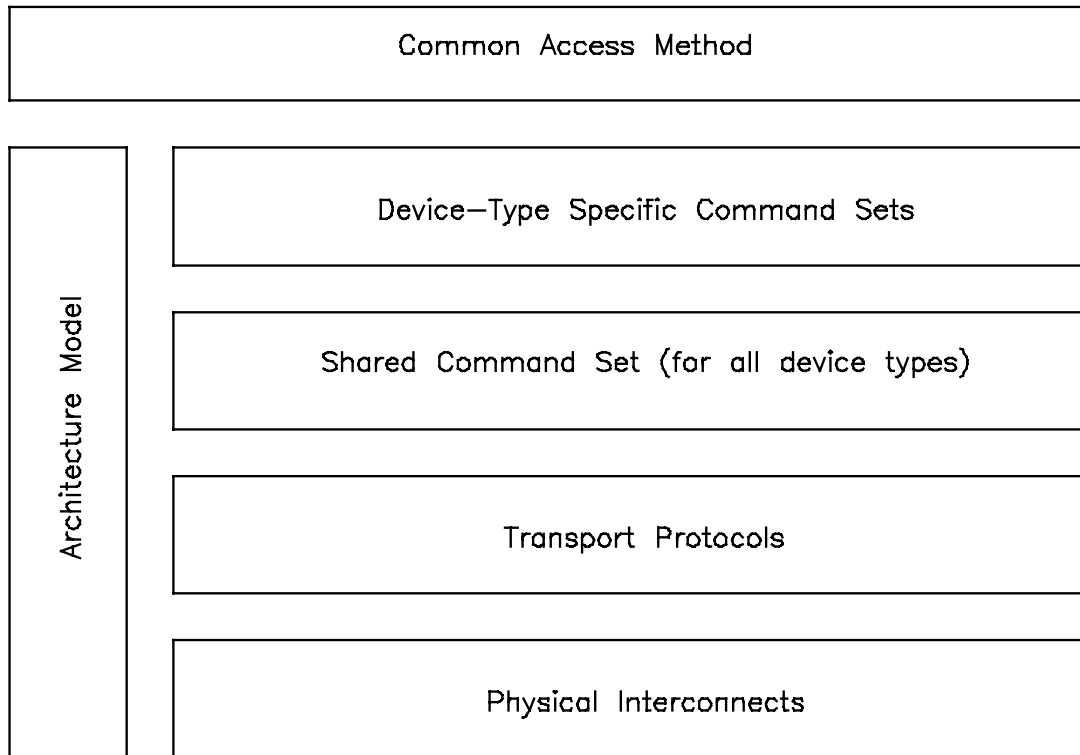 Common Access Method
Device-Type Specific Command Sets
Shared Command Set (for all device types)
Architecture Model
Transport Protocols
Physical Interconnects